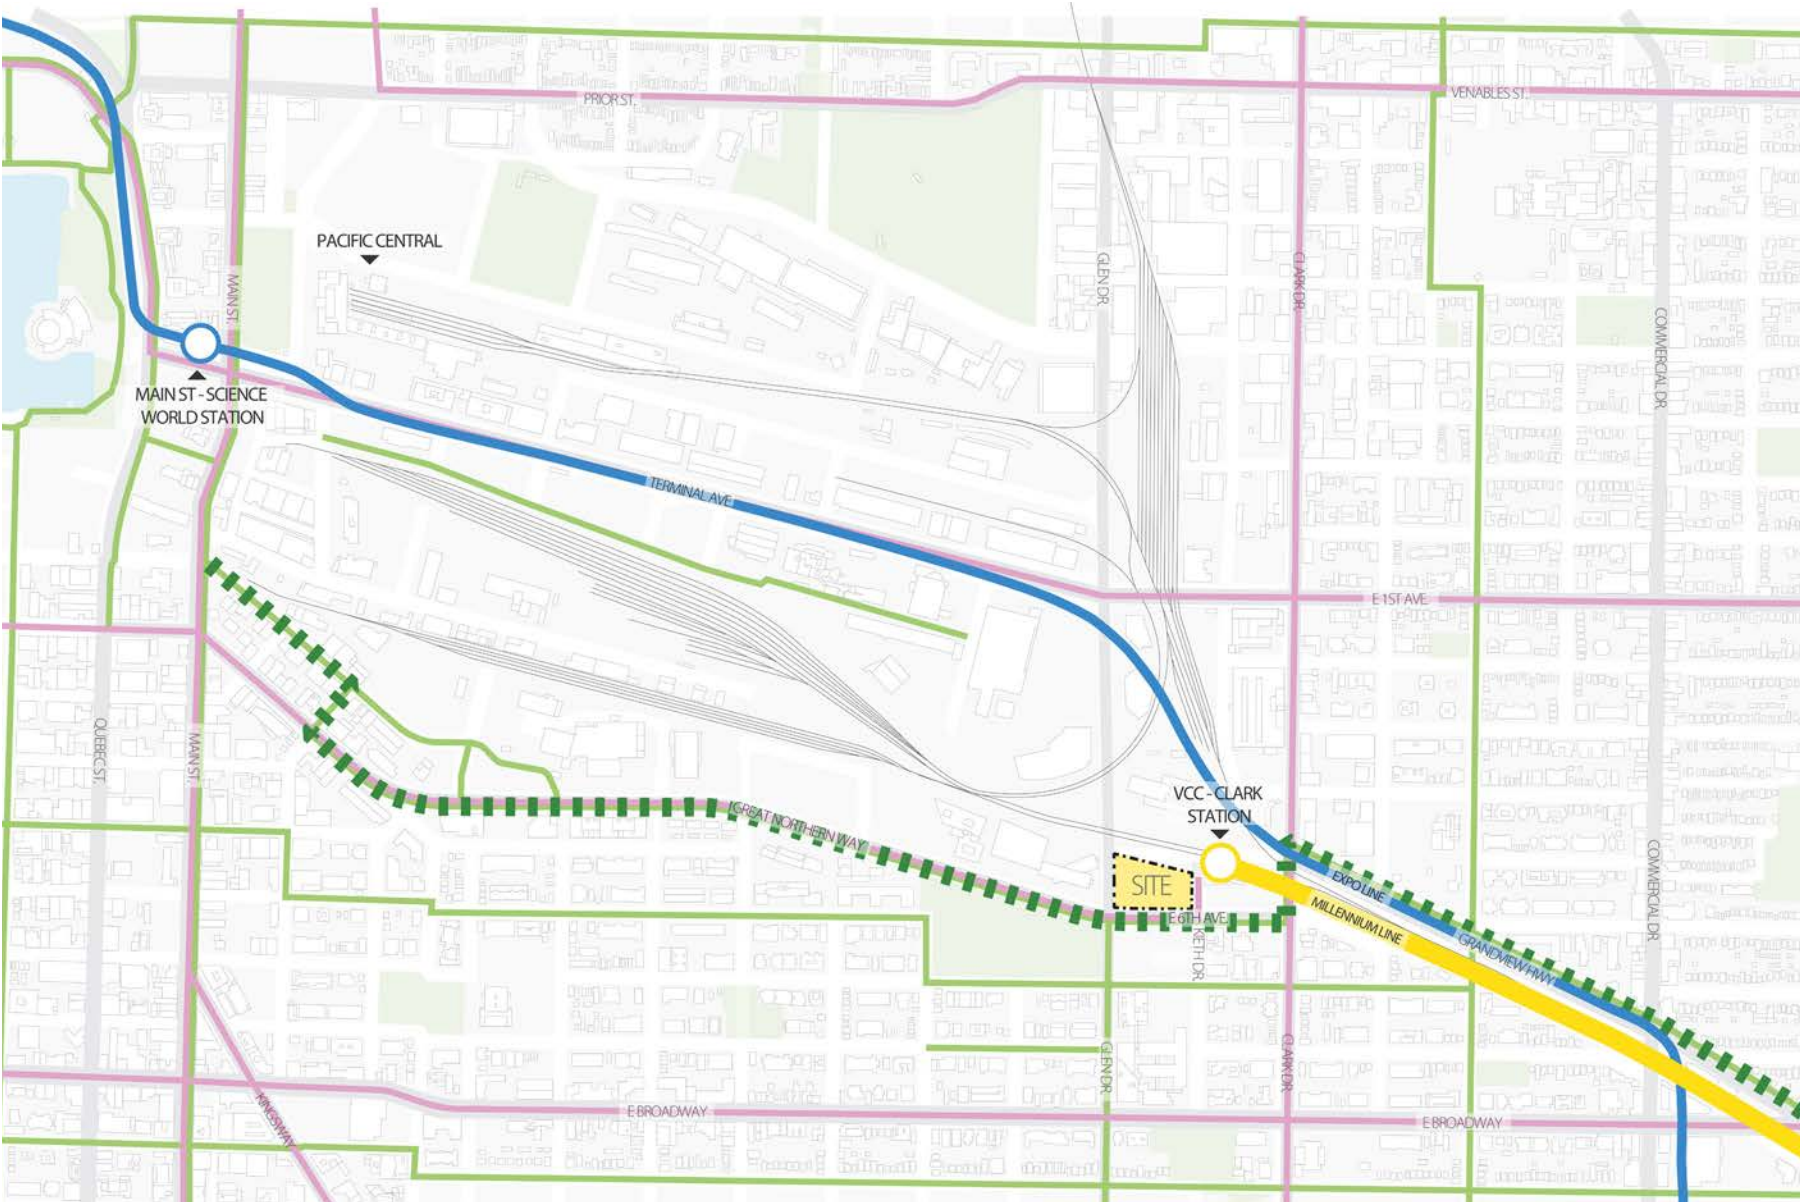 PRIOR ST.
VENABLES ST.
PACIFIC CENTRAL
MAIN ST.
GLEN DR.
CLARK DR.
COMMERCIAL DR
MAIN ST - SCIENCE
WORLD STATION
TERMINAL AVE
E 1ST AVE.
QUEBEC ST.
MAIN ST.
GREAT NORTHERN WAY
VCC - CLARK
STATION
SITE
E 6TH AVE.
KETH DR.
EXPO LINE
MILLENNIUM LINE
GRANDVIEW HWY
COMMERCIAL DR
GLEN DR.
CLARK DR.
KINGSWAY
E BROADWAY
E BROADWAY